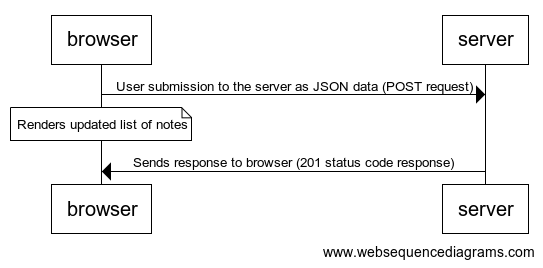 browser
server
User submission to the server as JSON data (POST request)
Renders updated list of notes
Sends response to browser (201 status code response)
browser
server
www.websequencediagrams.com